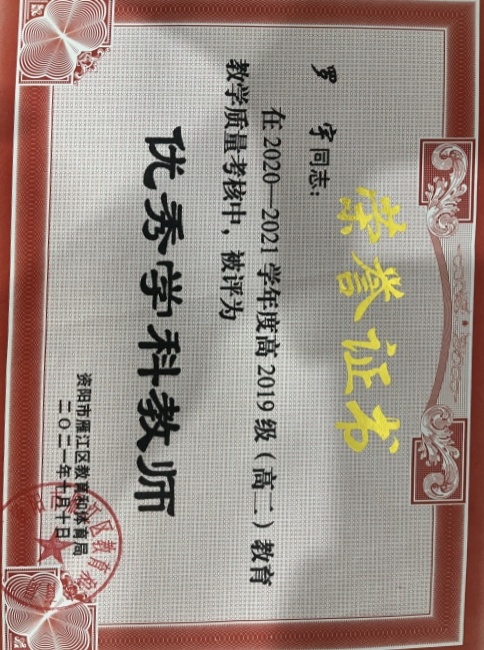 荣誉证书
罗宇同志：
在2020—2021学年度高2019级（高二）教育
教学质量考核中，被评为
优秀学科教师
资阳市雁江区教育和体育局
二〇二一年十月十日